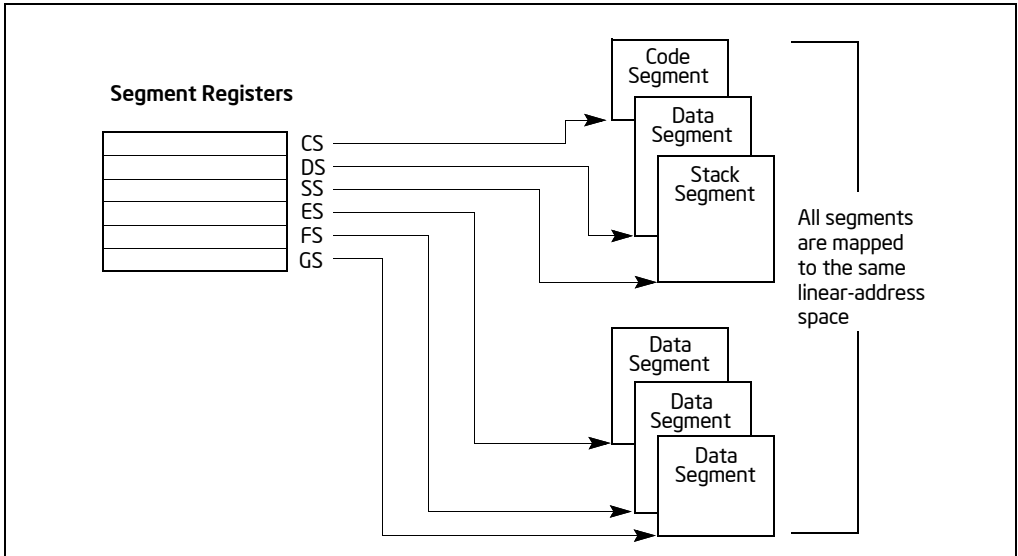 Segment Registers
CS
DS
SS
ES
FS
GS
Code
Segment
Data
Segment
Stack
Segment
Data
Segment
Data
Segment
Data
Segment
All segments
are mapped
to the same
linear-address
space